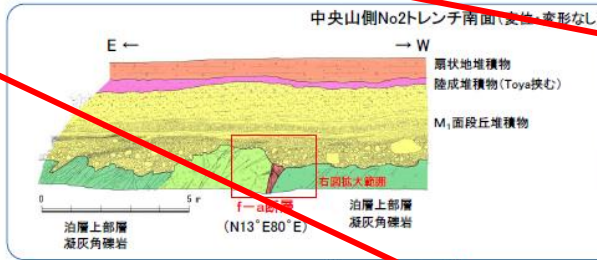 中央山側No2トレンチ南面(変位・変形なし
E ←
→ W
扇状地堆積物
陸成堆積物(Toya挟む)
M₁面段丘堆積物
右図拡大範囲
0
5 r
f-a断層
(N13°E80°E)
泊層上部層
凝灰角礫岩
泊層上部層
凝灰角礫岩